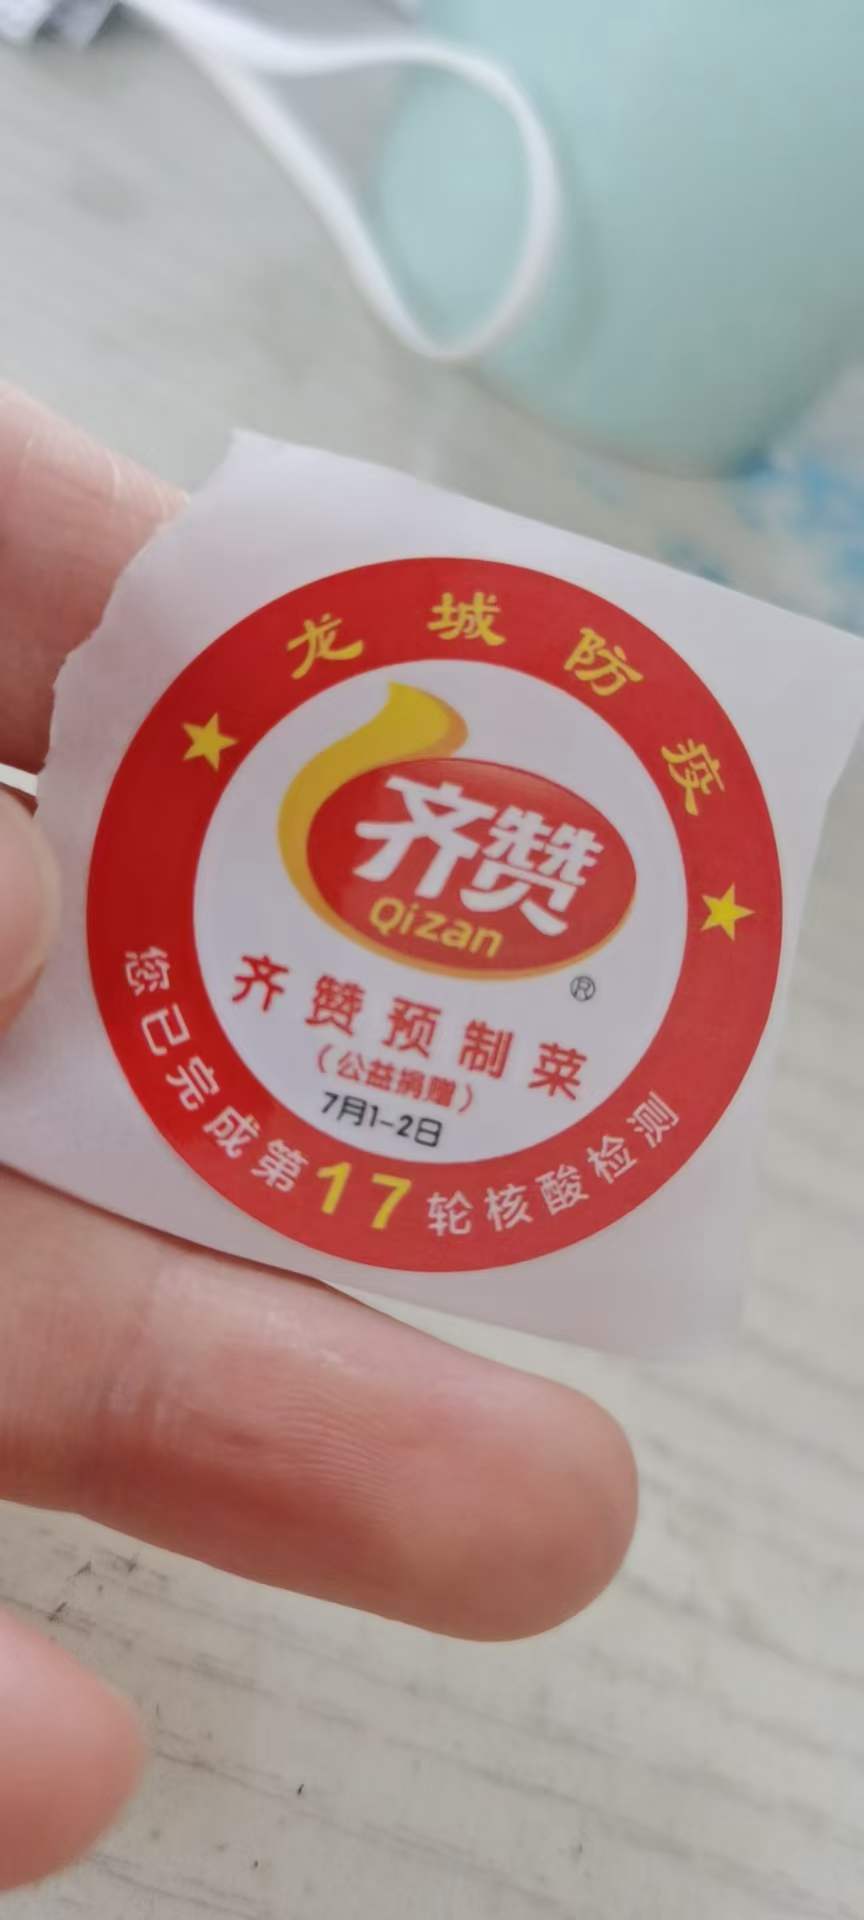 龙城防疫
齐赞
Qizan
®
齐赞预制菜
（公益捐赠）
7月1-2日
您已完成第17轮核酸检测